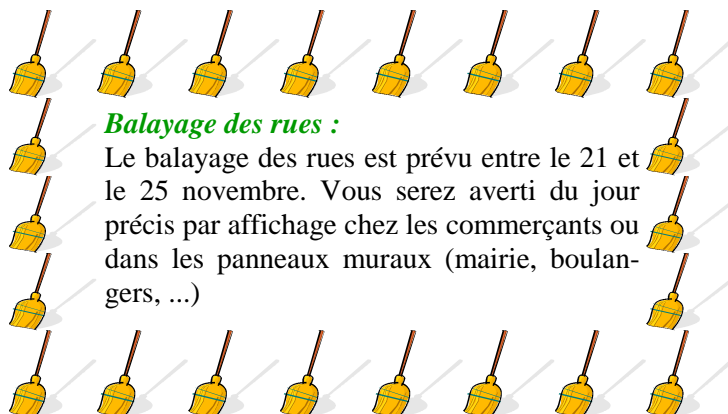 Balayage des rues :
Le balayage des rues est prévu entre le 21 et
le 25 novembre. Vous serez averti du jour
précis par affichage chez les commerçants ou
dans les panneaux muraux (mairie, boulan-
gers, ...)